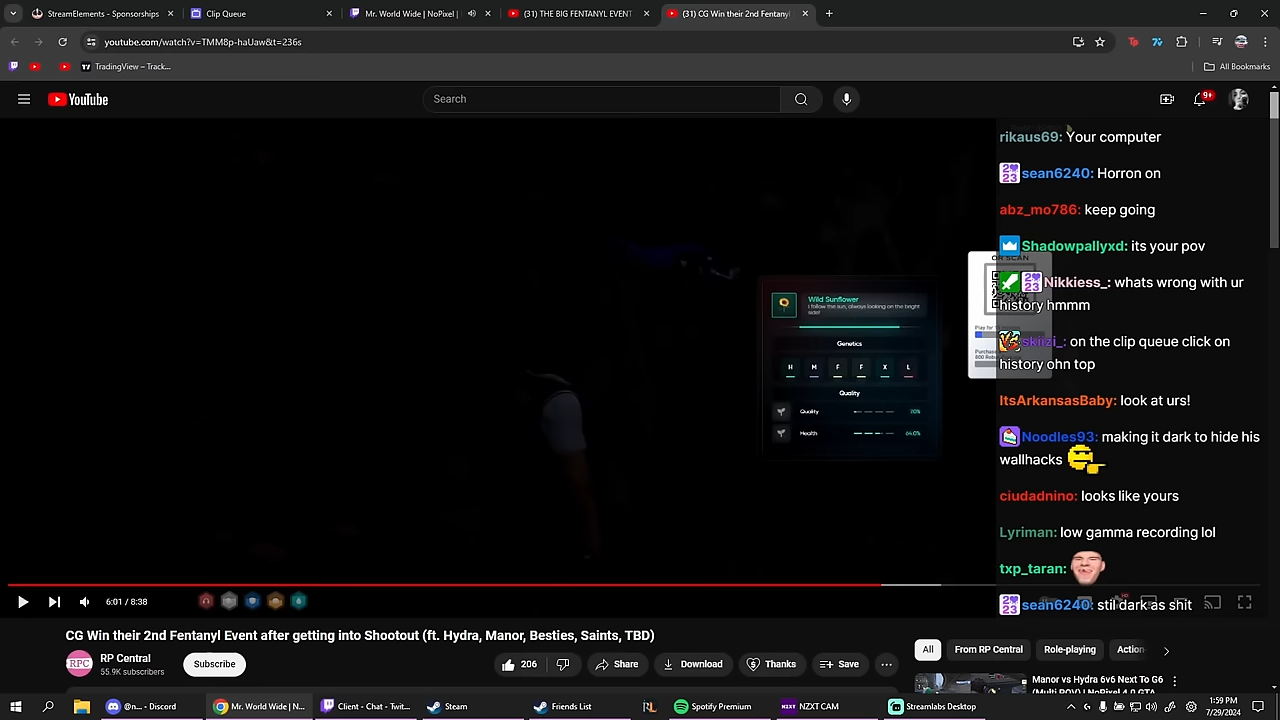 StreamElements - Sponsorships
Clip Queue
Mr. World Wide | NoPixel |
(31) THE BIG FENTANYL EVENT
(31) CG Win their 2nd Fentanyl
youtube.com/watch?v=TMM8p-haUaw&t=236s
TradingView – Track...
All Bookmarks
YouTube
Search
9+
rikaus69: Your computer
sean6240: Horron on
abz_mo786: keep going
Shadowpallyxd: its your pov
OR SCAN
Nikkiess_: whats wrong with ur
history hmmm
skiizi_: on the clip queue click on
history ohn top
ItsArkansasBaby: look at urs!
Noodles93: making it dark to hide his
wallhacks
ciudadnino: looks like yours
Lyriman: low gamma recording lol
txp_taran:
sean6240: stil dark as shit
Wild Sunflower
I follow the sun, always looking on the bright
side!
Genetics
H M F F X L
Quality
Quality
Health
64.0%
6:01 / 8:38
CG Win their 2nd Fentanyl Event after getting into Shootout (ft. Hydra, Manor, Besties, Saints, TBD)
RPC
RP Central
55.9K subscribers
Subscribe
206
Share
Download
Thanks
Save
All
From RP Central
Role-playing
Action
Manor vs Hydra 6v6 Next To G6
(Multi POV) | NoPixel 4.0 GTA
@n... - Discord
Mr. World Wide | N...
Client - Chat - Twit...
Steam
Friends List
Spotify Premium
NZXT CAM
Streamlabs Desktop
1:59 PM
7/29/2024